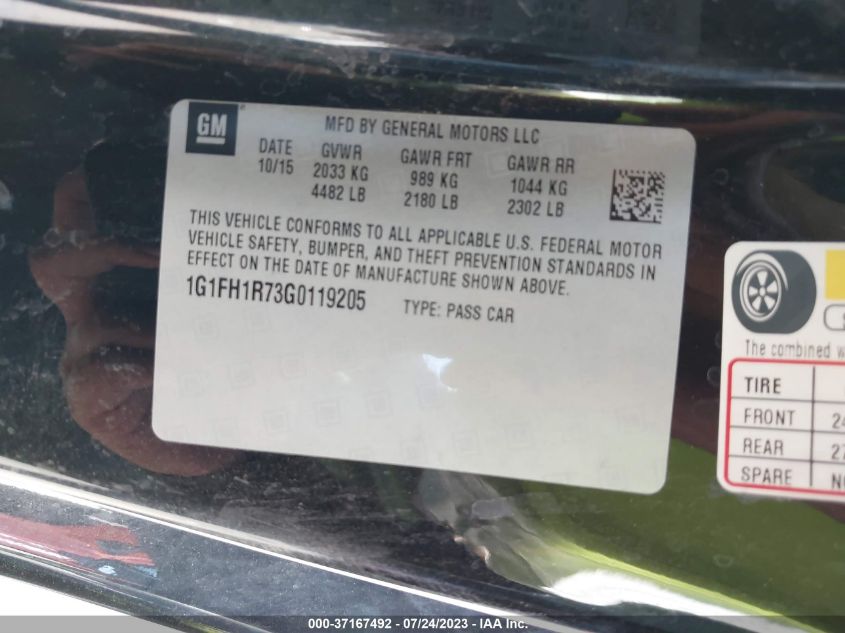 GM
MFD BY GENERAL MOTORS LLC
DATE GVWR GAWR FRT GAWR RR
10/15 2033 KG 989 KG 1044 KG
4482 LB 2180 LB 2302 LB
THIS VEHICLE CONFORMS TO ALL APPLICABLE U.S. FEDERAL MOTOR
VEHICLE SAFETY, BUMPER, AND THEFT PREVENTION STANDARDS IN
EFFECT ON THE DATE OF MANUFACTURE SHOWN ABOVE.
1G1FH1R73G0119205 TYPE: PASS CAR
The combined
TIRE
FRONT 24
REAR 27
SPARE
000-37167492 - 07/24/2023 - © IAA Inc.